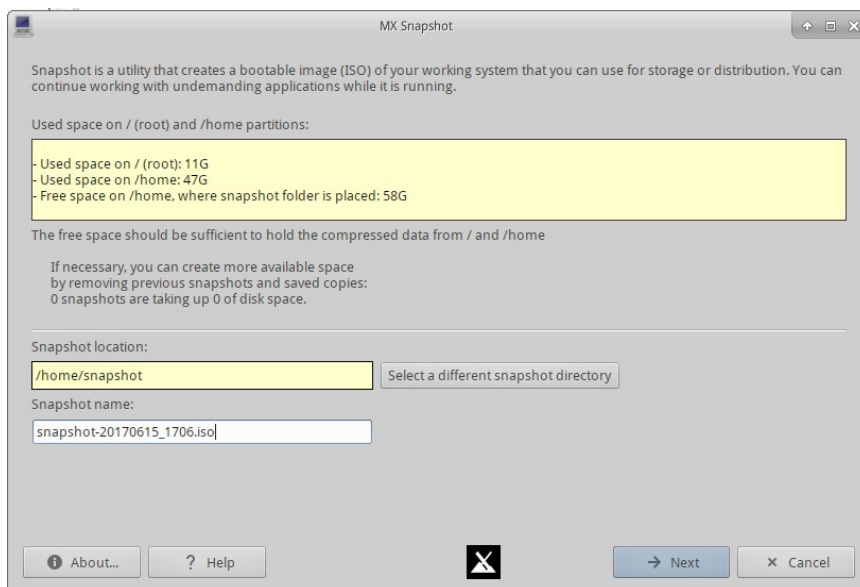 MX Snapshot
Snapshot is a utility that creates a bootable image (ISO) of your working system that you can use for storage or distribution. You can
continue working with undemanding applications while it is running.
Used space on / (root) and /home partitions:
- Used space on / (root): 11G
- Used space on /home: 47G
- Free space on /home, where snapshot folder is placed: 58G
The free space should be sufficient to hold the compressed data from / and /home
If necessary, you can create more available space
by removing previous snapshots and saved copies:
0 snapshots are taking up 0 of disk space.
Snapshot location:
/home/snapshot
Select a different snapshot directory
Snapshot name:
snapshot-20170615_1706.iso
About...
? Help
Next
Cancel